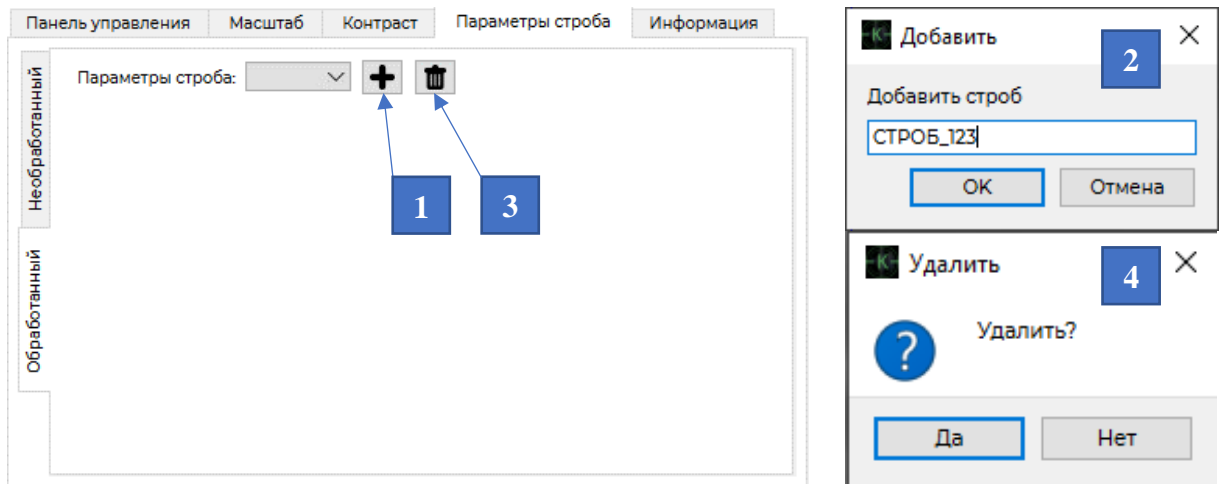 Панель управления Масштаб Контраст Параметры строба Информация
Необработанный
Обработанный
Параметры строба:
1
3
-К- Добавить
2
Добавить строб
СТРОБ_123
OK Отмена
-К- Удалить
4
Удалить?
Да Нет